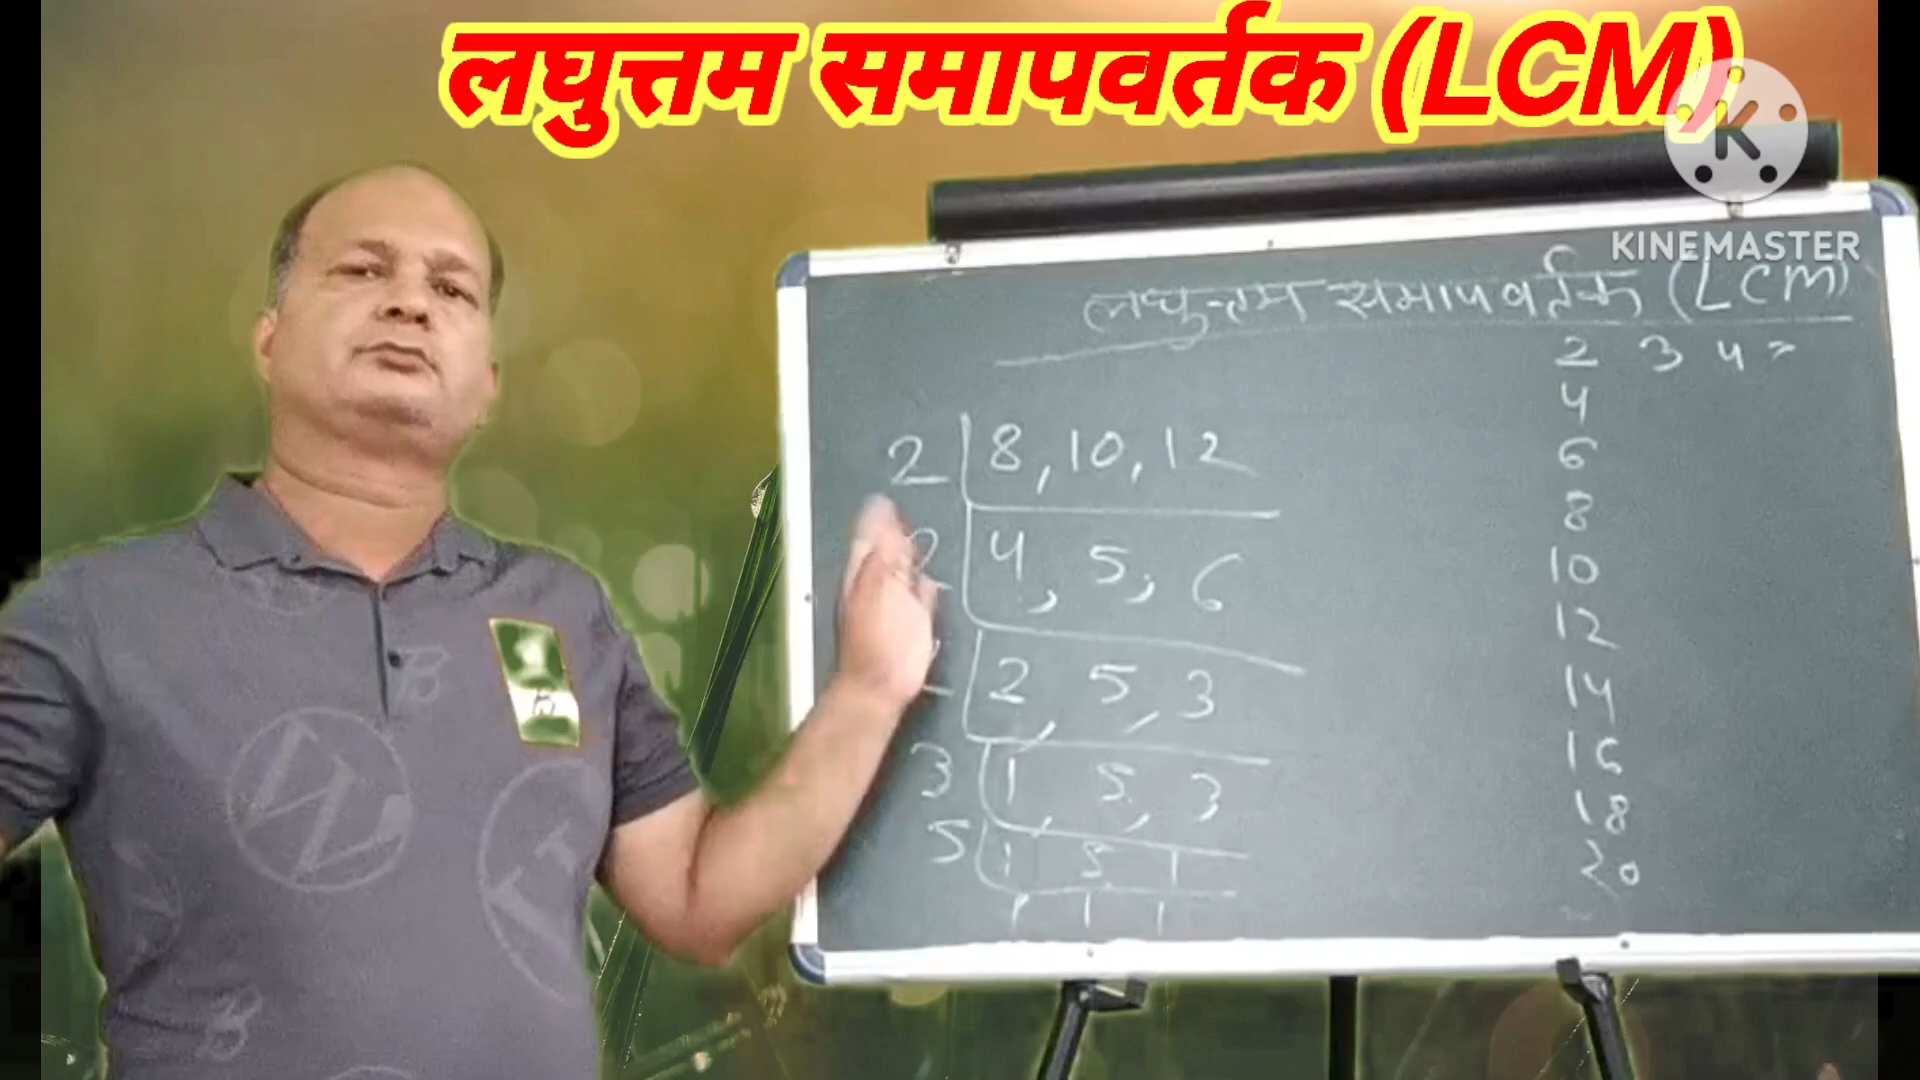 लघुत्तम समापवर्तक (LCM)
K
KINEMASTER
लघुत्तम समापवर्तक (LCM)
2 3 4
4
6
8
10
12
14
16
18
20
2 8, 10, 12
2 4, 5, 6
2, 5, 3
3 1, 5, 3
5 1 5 1
1 1 1